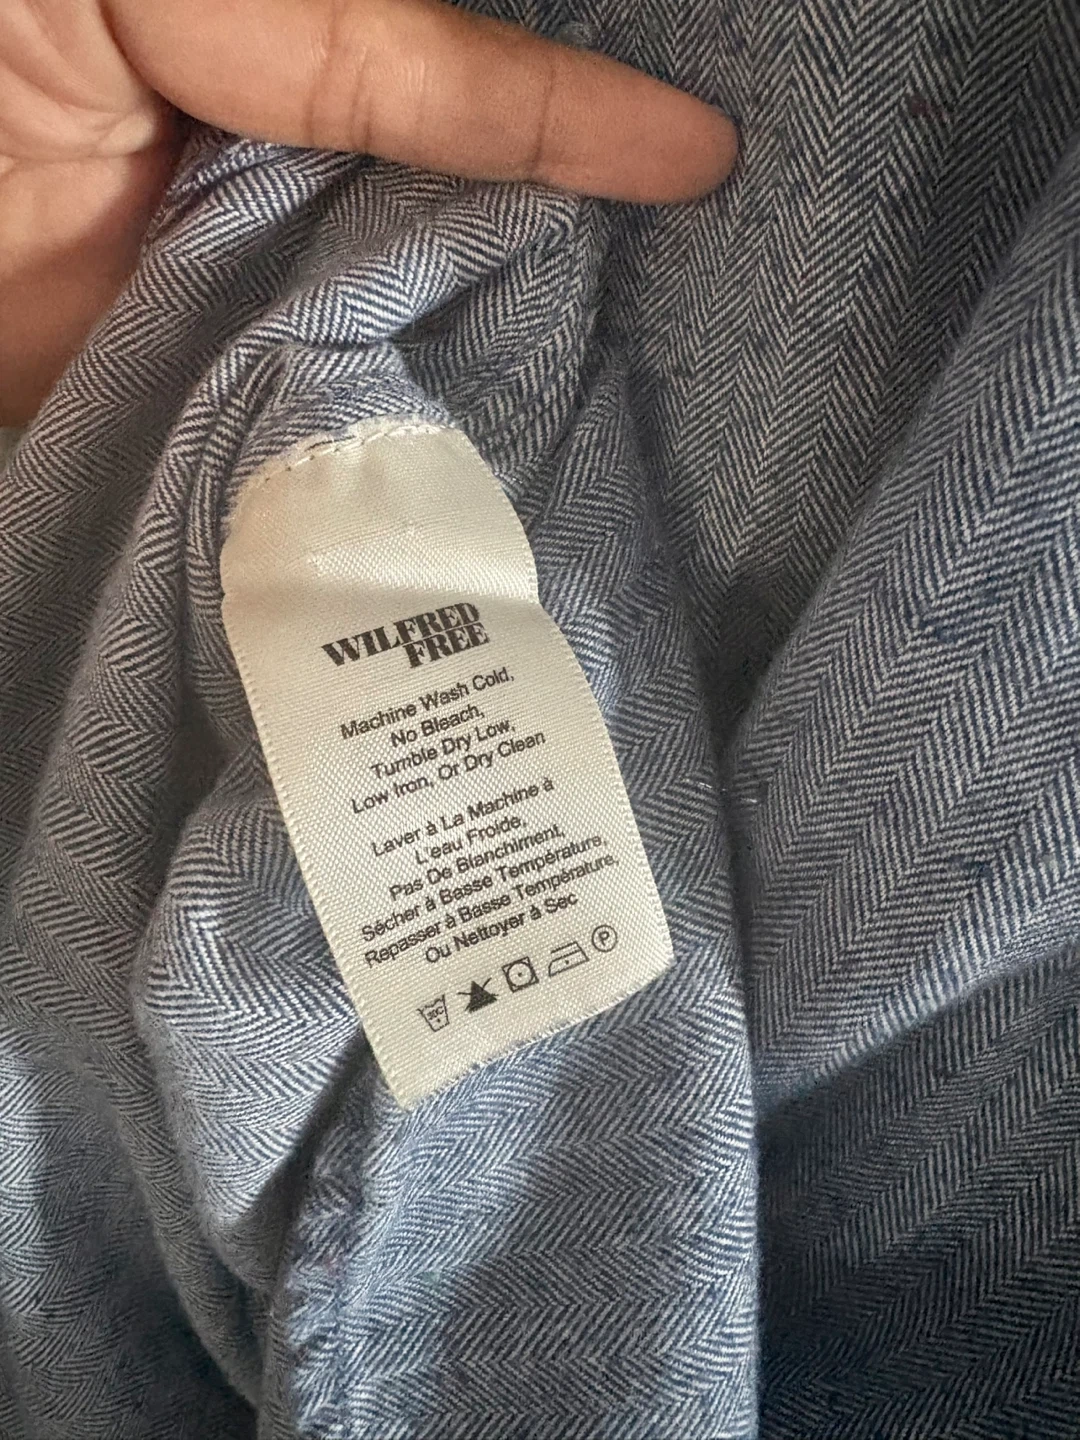 WILFRED
FREE
Machine Wash Cold,
No Bleach,
Tumble Dry Low,
Low Iron, Or Dry Clean
Laver à La Machine à
L'eau Froide,
Pas De Blanchiment,
Sécher à Basse Température,
Repasser à Basse Température,
Ou Nettoyer à Sec
30C P